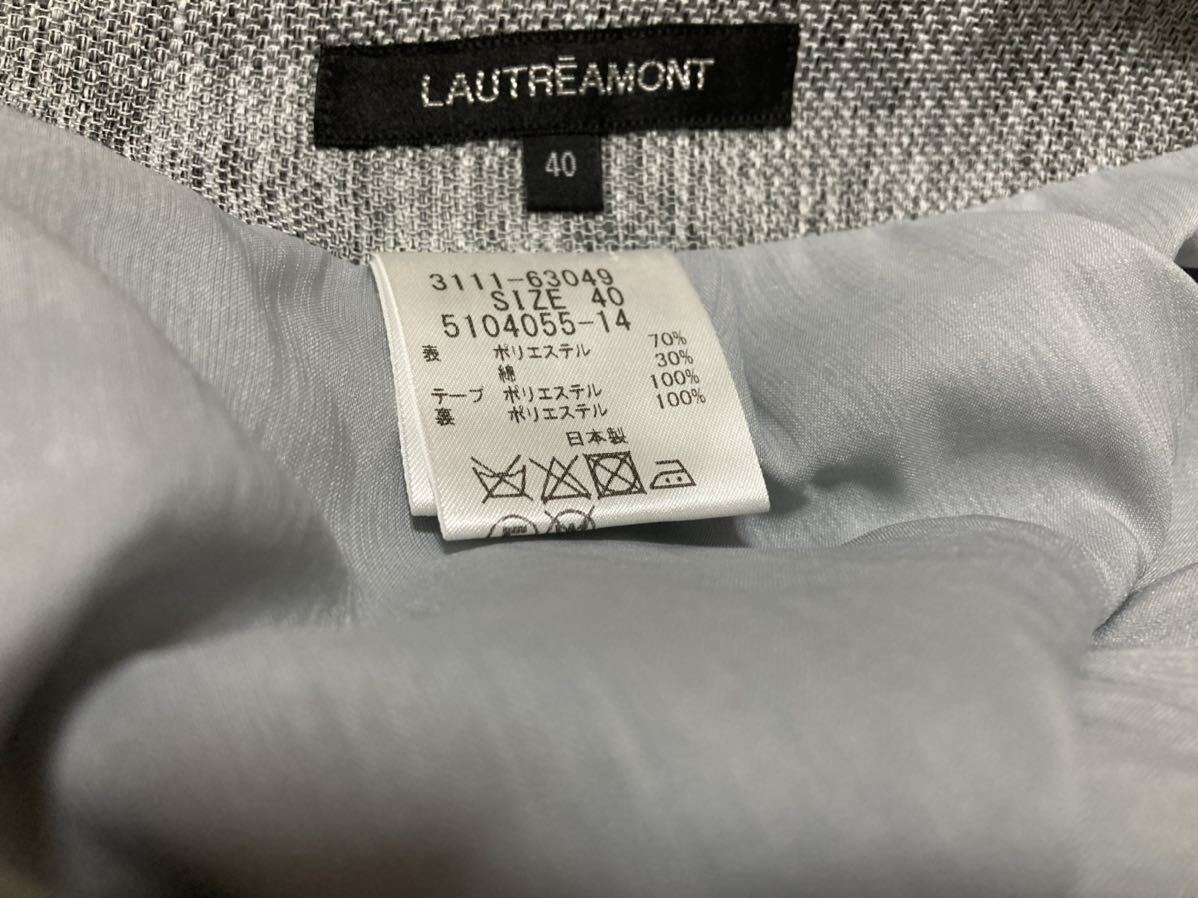 LAUTRĒAMONT
40
3111-63049
SIZE 40
5104055-14
表 ポリエステル 70%
綿 30%
テープ ポリエステル 100%
裏 ポリエステル 100%
日本製